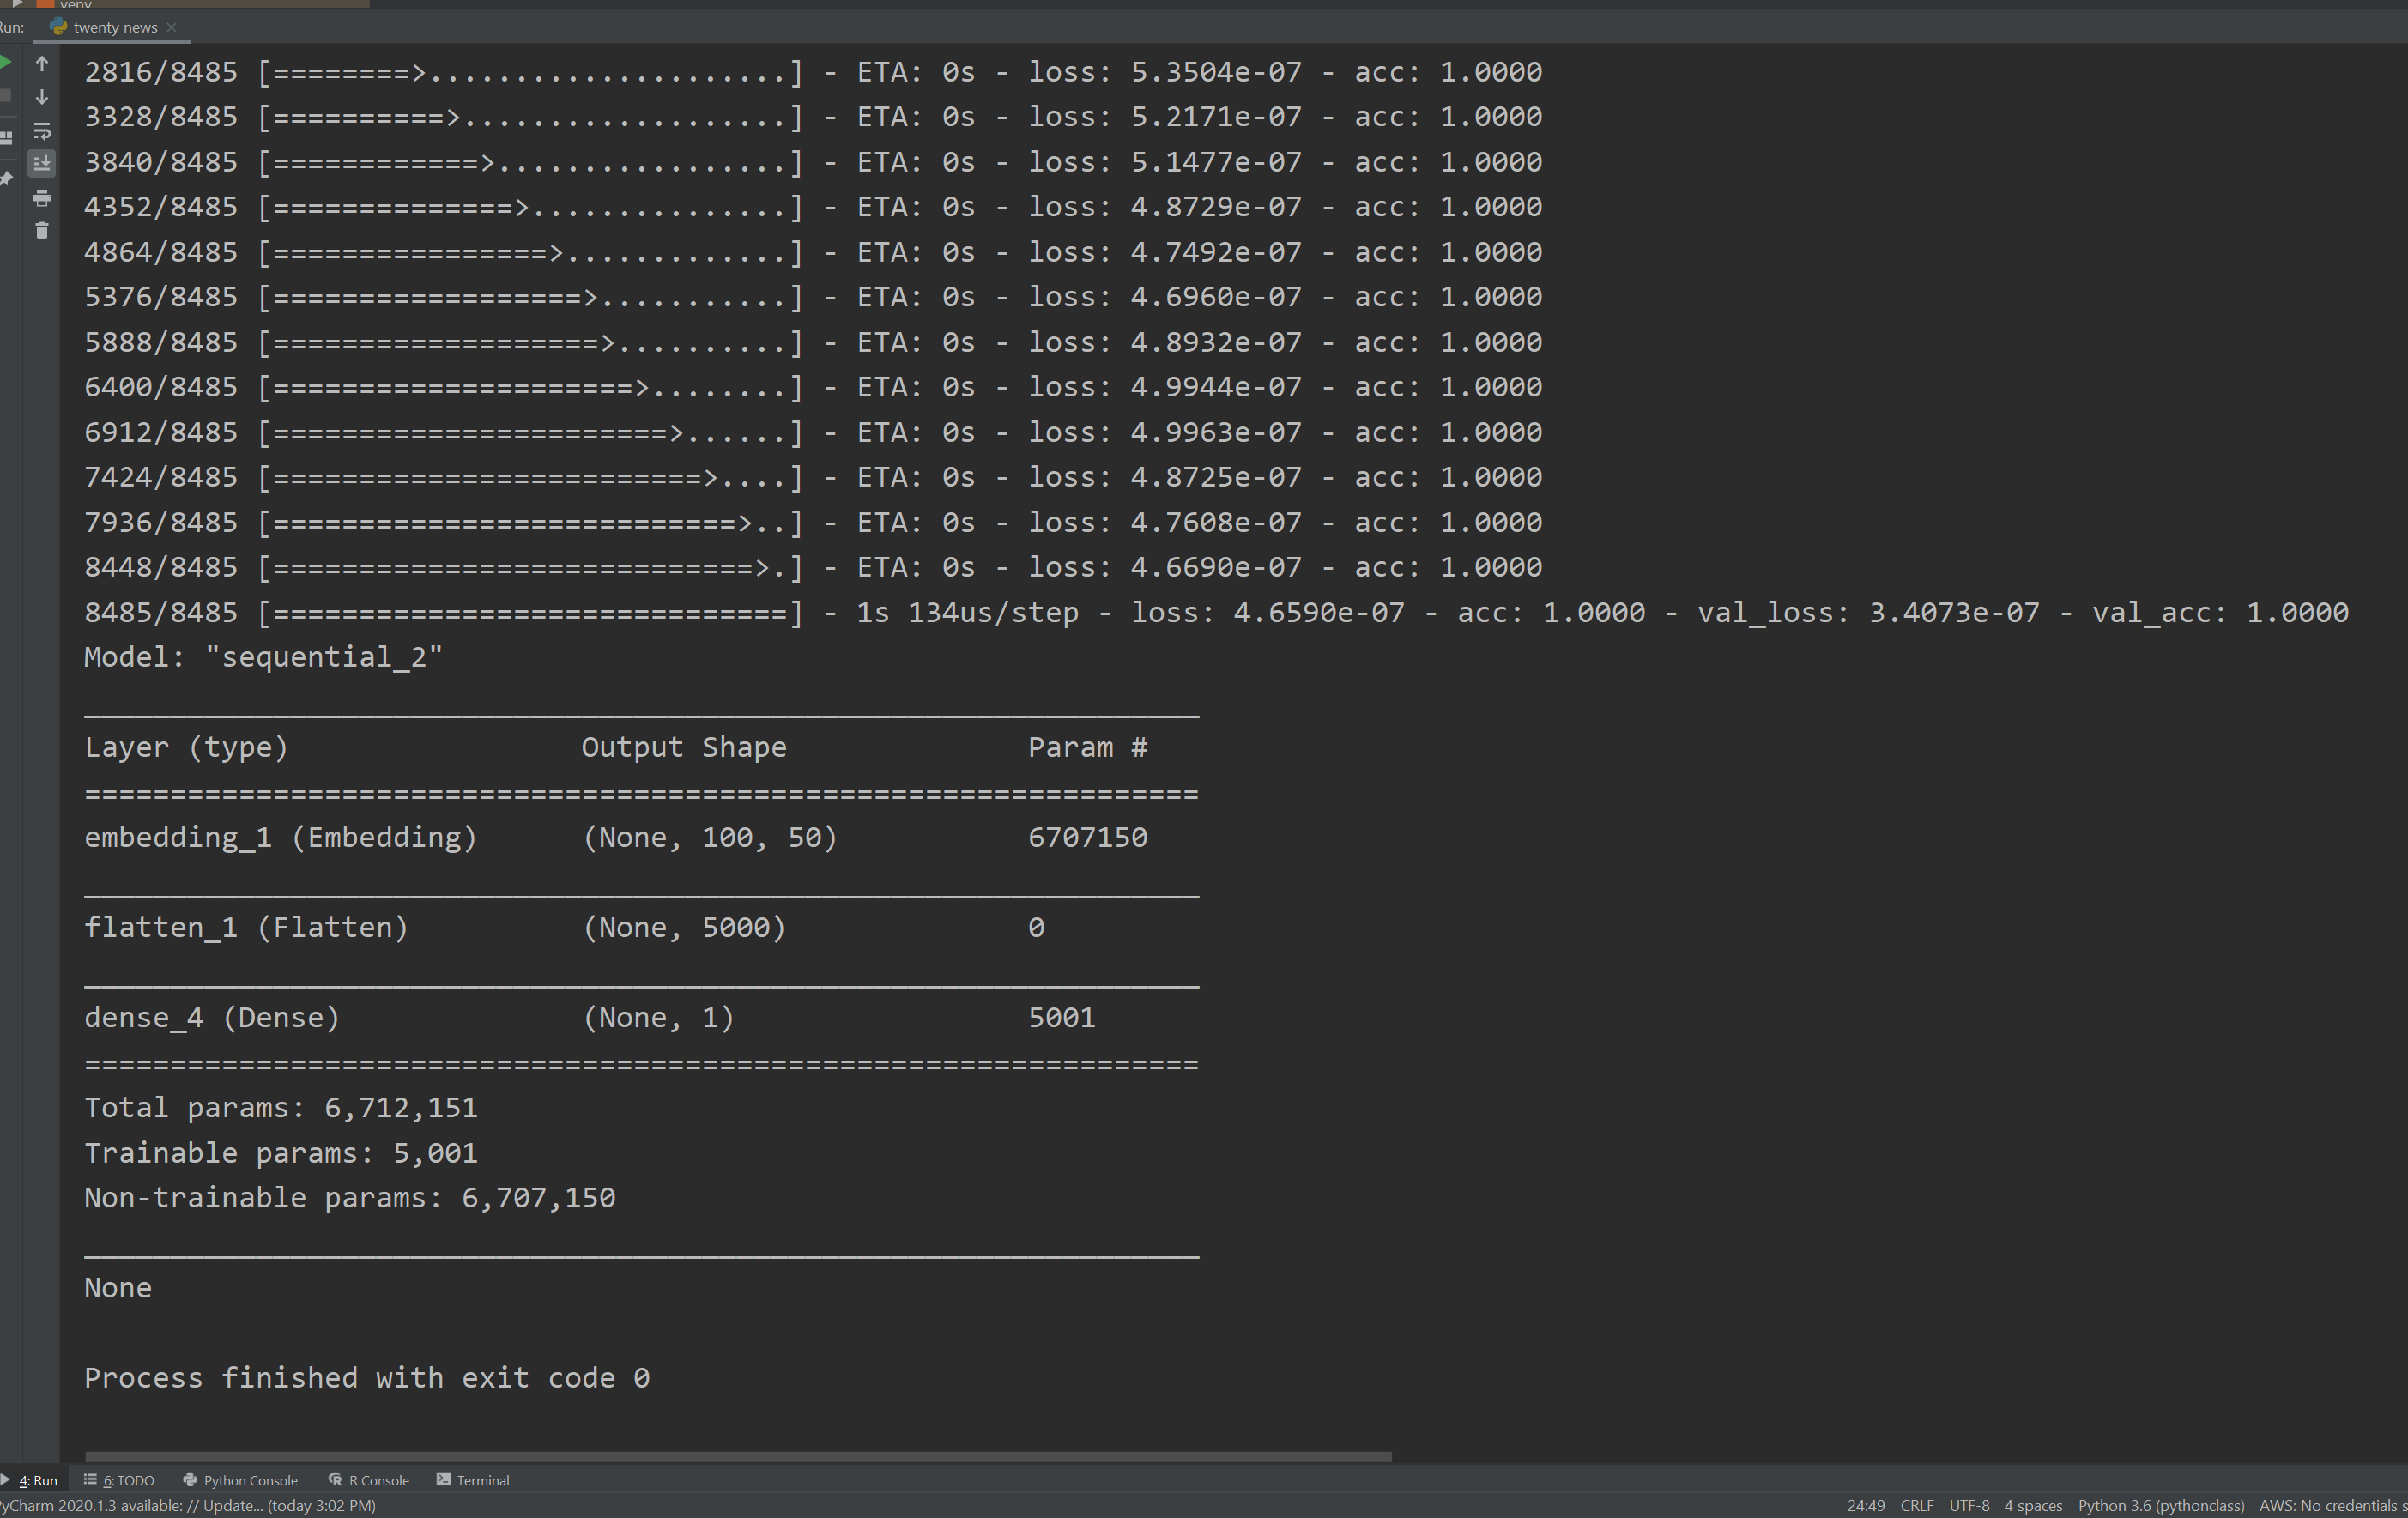 venv
Run: twenty news
2816/8485 [========>.....................] - ETA: 0s - loss: 5.3504e-07 - acc: 1.0000
3328/8485 [==========>...................] - ETA: 0s - loss: 5.2171e-07 - acc: 1.0000
3840/8485 [============>.................] - ETA: 0s - loss: 5.1477e-07 - acc: 1.0000
4352/8485 [==============>...............] - ETA: 0s - loss: 4.8729e-07 - acc: 1.0000
4864/8485 [================>.............] - ETA: 0s - loss: 4.7492e-07 - acc: 1.0000
5376/8485 [==================>...........] - ETA: 0s - loss: 4.6960e-07 - acc: 1.0000
5888/8485 [===================>..........] - ETA: 0s - loss: 4.8932e-07 - acc: 1.0000
6400/8485 [=====================>........] - ETA: 0s - loss: 4.9944e-07 - acc: 1.0000
6912/8485 [=======================>......] - ETA: 0s - loss: 4.9963e-07 - acc: 1.0000
7424/8485 [=========================>....] - ETA: 0s - loss: 4.8725e-07 - acc: 1.0000
7936/8485 [===========================>..] - ETA: 0s - loss: 4.7608e-07 - acc: 1.0000
8448/8485 [============================>.] - ETA: 0s - loss: 4.6690e-07 - acc: 1.0000
8485/8485 [==============================] - 1s 134us/step - loss: 4.6590e-07 - acc: 1.0000 - val_loss: 3.4073e-07 - val_acc: 1.0000
Model: "sequential_2"
_________________________________________________________________
Layer (type)                 Output Shape              Param #
=================================================================
embedding_1 (Embedding)      (None, 100, 50)           6707150
_________________________________________________________________
flatten_1 (Flatten)          (None, 5000)              0
_________________________________________________________________
dense_4 (Dense)              (None, 1)                 5001
=================================================================
Total params: 6,712,151
Trainable params: 5,001
Non-trainable params: 6,707,150
_________________________________________________________________
None
Process finished with exit code 0
4: Run 6: TODO Python Console R Console Terminal
PyCharm 2020.1.3 available: // Update... (today 3:02 PM) 24:49 CRLF UTF-8 4 spaces Python 3.6 (pythonclass) AWS: No credentials s